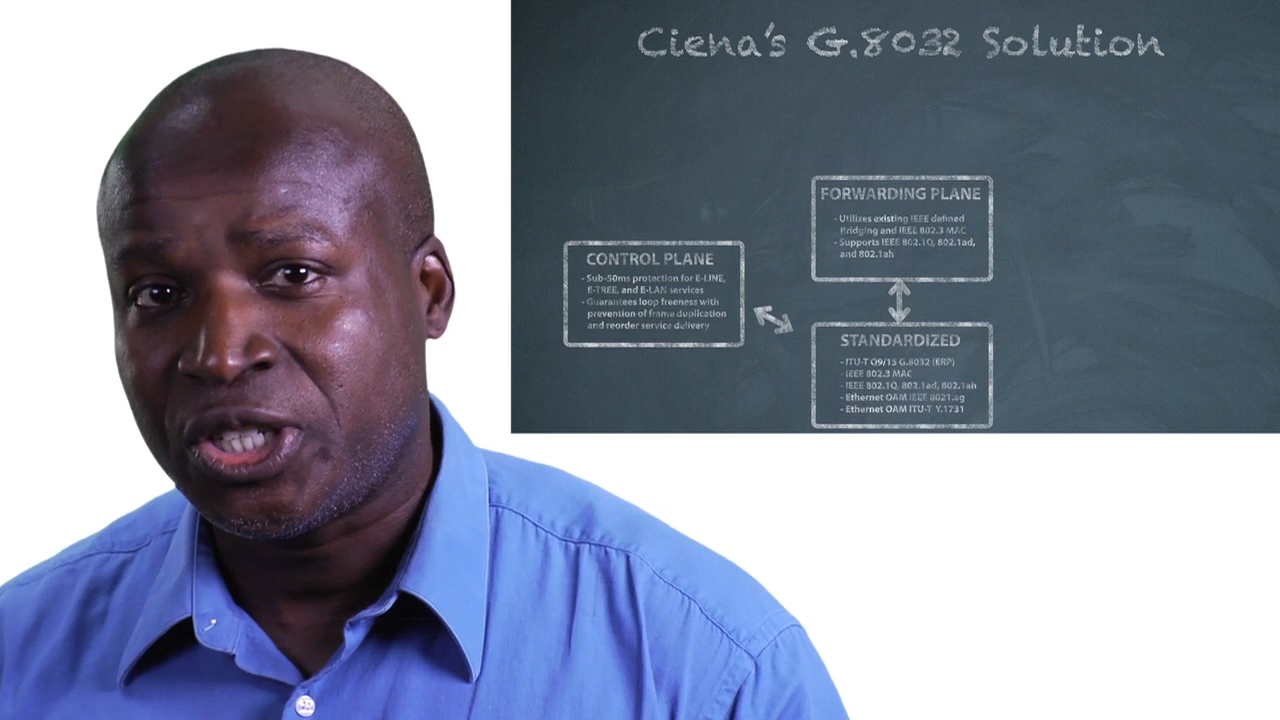 Ciena's G.8032 Solution
FORWARDING PLANE
- Utilizes existing IEEE defined
Bridging and IEEE 802.3 MAC
- Supports IEEE 802.1Q, 802.1ad,
and 802.1ah
CONTROL PLANE
- Sub-50ms protection for E-LINE,
E-TREE, and E-LAN services
- Guarantees loop freeness with
prevention of frame duplication
and reorder service delivery
STANDARDIZED
- ITU-T Q9/15 G.8032 (ERP)
- IEEE 802.3 MAC
- IEEE 802.1Q, 802.1ad, 802.1ah
- Ethernet OAM IEEE 8021.ag
- Ethernet OAM ITU-T Y.1731